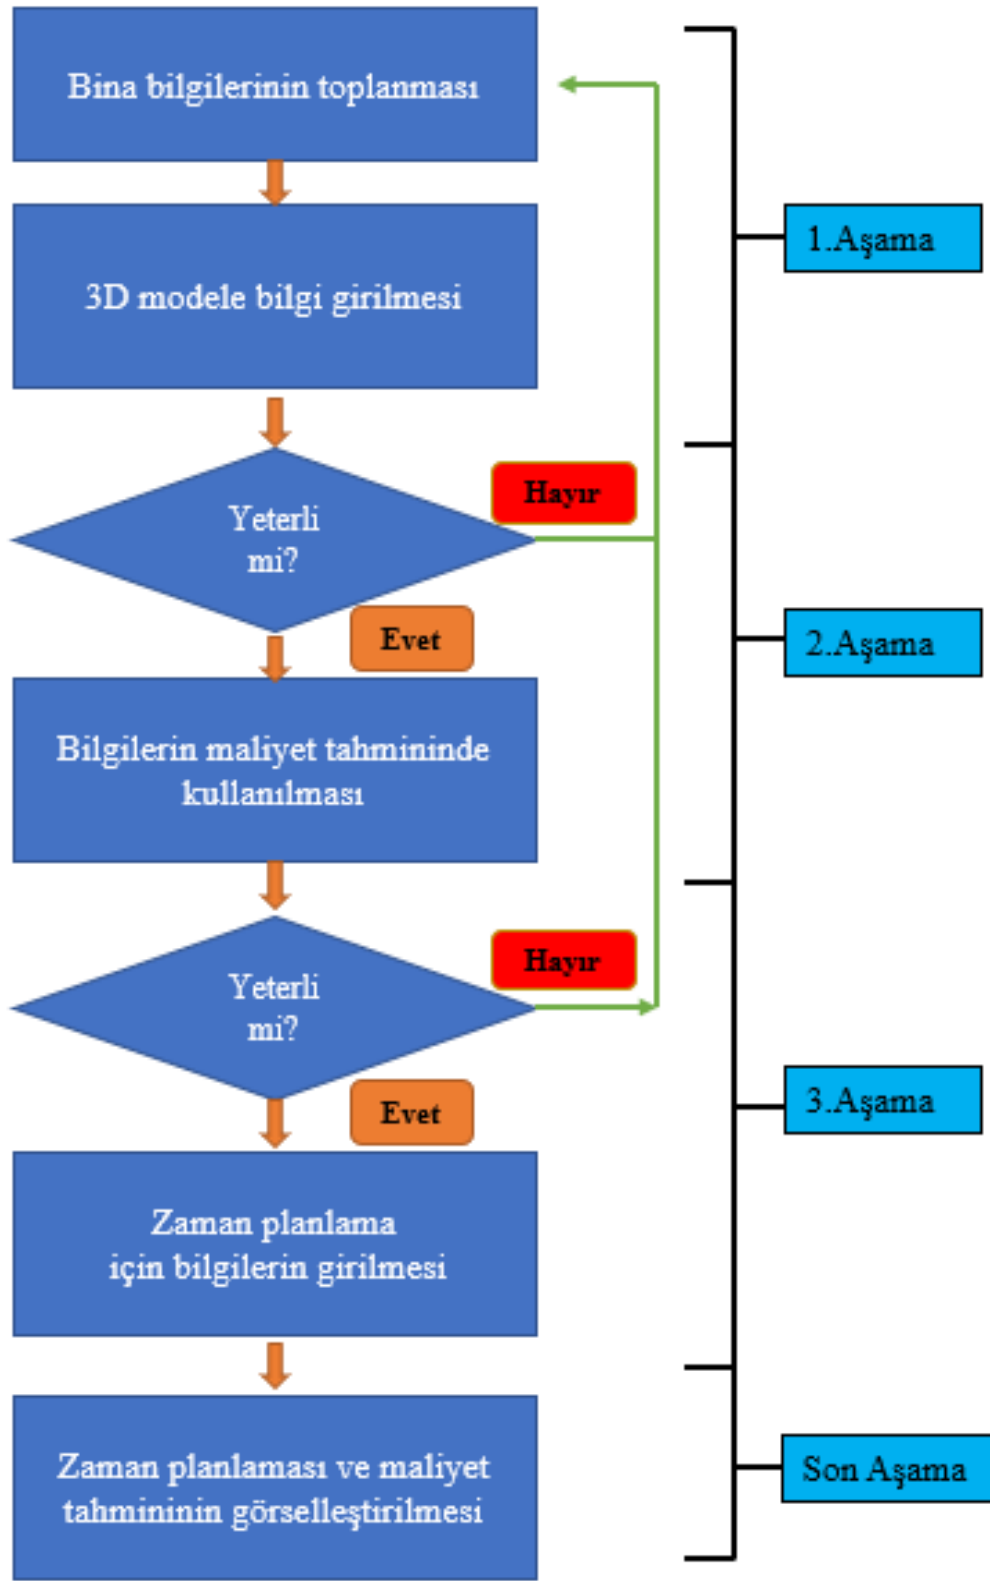 Bina bilgilerinin toplanması
3D modele bilgi girilmesi
1.Aşama
Yeterli
mi?
Hayır
Evet
2.Aşama
Bilgilerin maliyet tahmininde
kullanılması
Yeterli
mi?
Hayır
Evet
3.Aşama
Zaman planlama
için bilgilerin girilmesi
Zaman planlaması ve maliyet
tahmininin görselleştirilmesi
Son Aşama